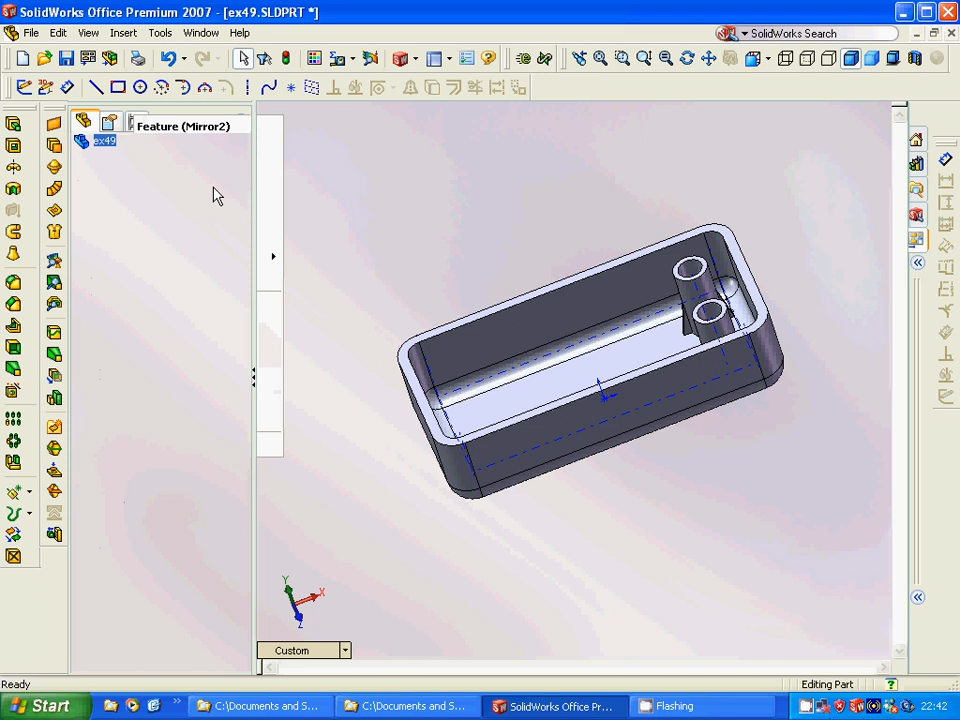 SolidWorks Office Premium 2007 - [ex49.SLDPRT *]
File Edit View Insert Tools Window Help
SolidWorks Search
Feature (Mirror2)
ex49
Y
X
Z
Custom
Ready
Editing Part
Start
C:\Documents and S...
C:\Documents and S...
SolidWorks Office Pr...
Flashing
22:42